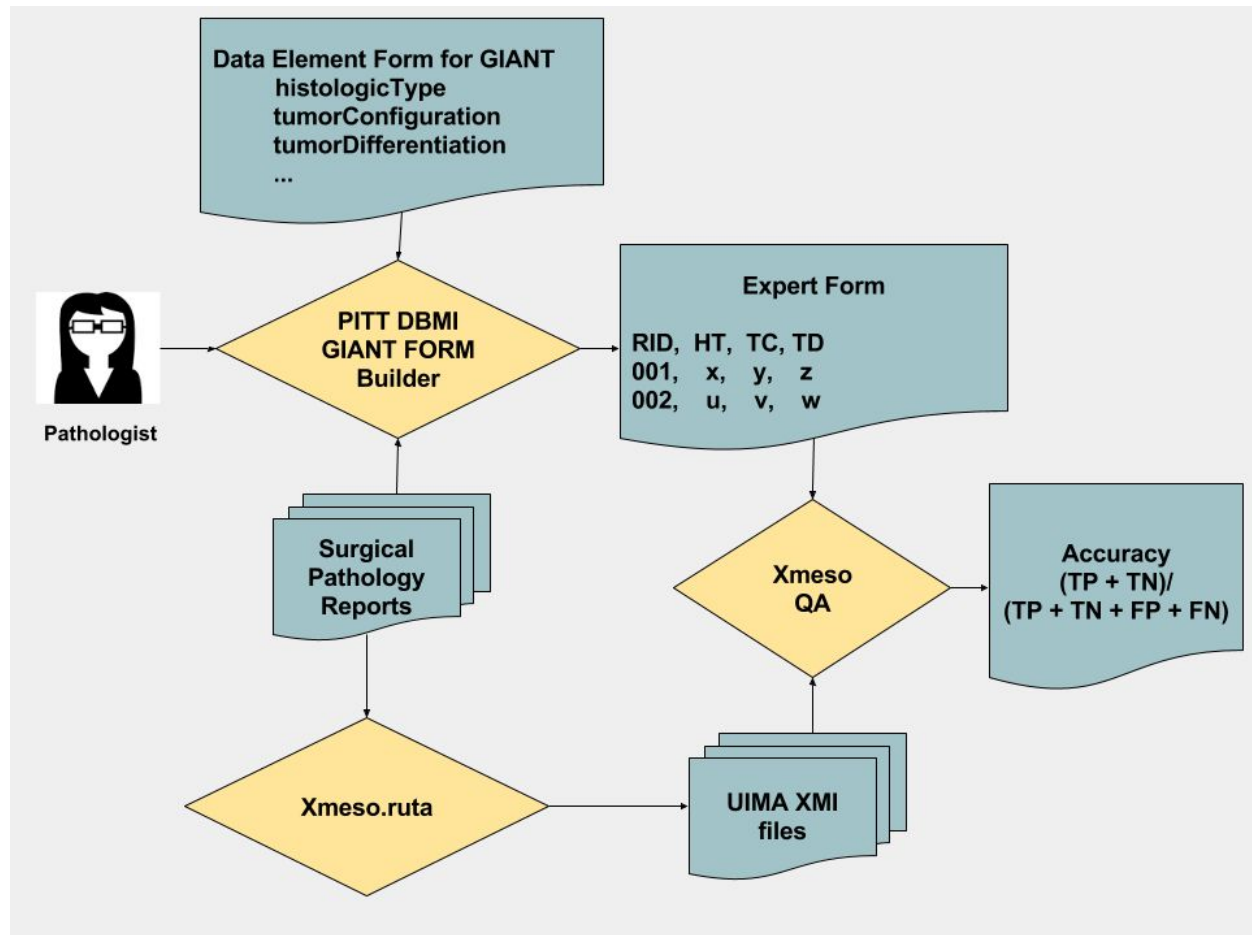 Data Element Form for GIANT
histologicType
tumorConfiguration
tumorDifferentiation
...
PITT DBMI
GIANT FORM
Builder
Pathologist
Expert Form
RID, HT, TC, TD
001, x, y, z
002, u, v, w
Surgical
Pathology
Reports
Xmeso
QA
Accuracy
(TP + TN)/
(TP + TN + FP + FN)
Xmeso.ruta
UIMA XMI
files